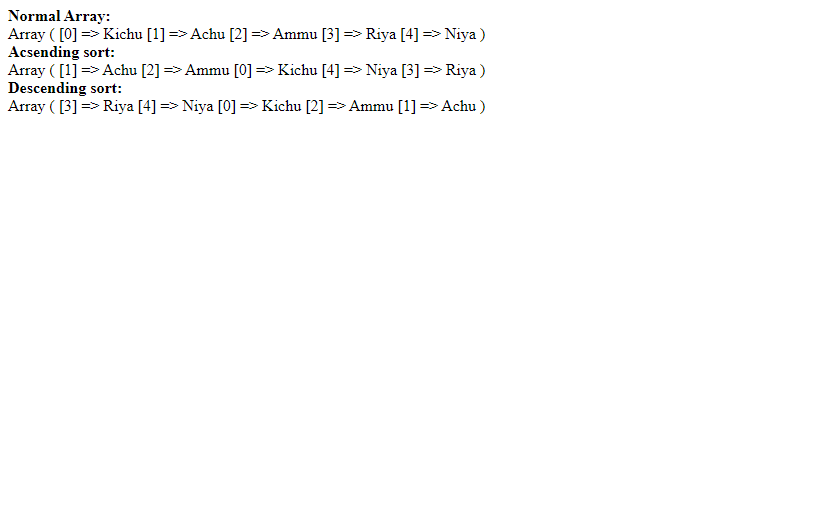 Normal Array:
Array ( [0] => Kichu [1] => Achu [2] => Ammu [3] => Riya [4] => Niya )
Acsending sort:
Array ( [1] => Achu [2] => Ammu [0] => Kichu [4] => Niya [3] => Riya )
Descending sort:
Array ( [3] => Riya [4] => Niya [0] => Kichu [2] => Ammu [1] => Achu )